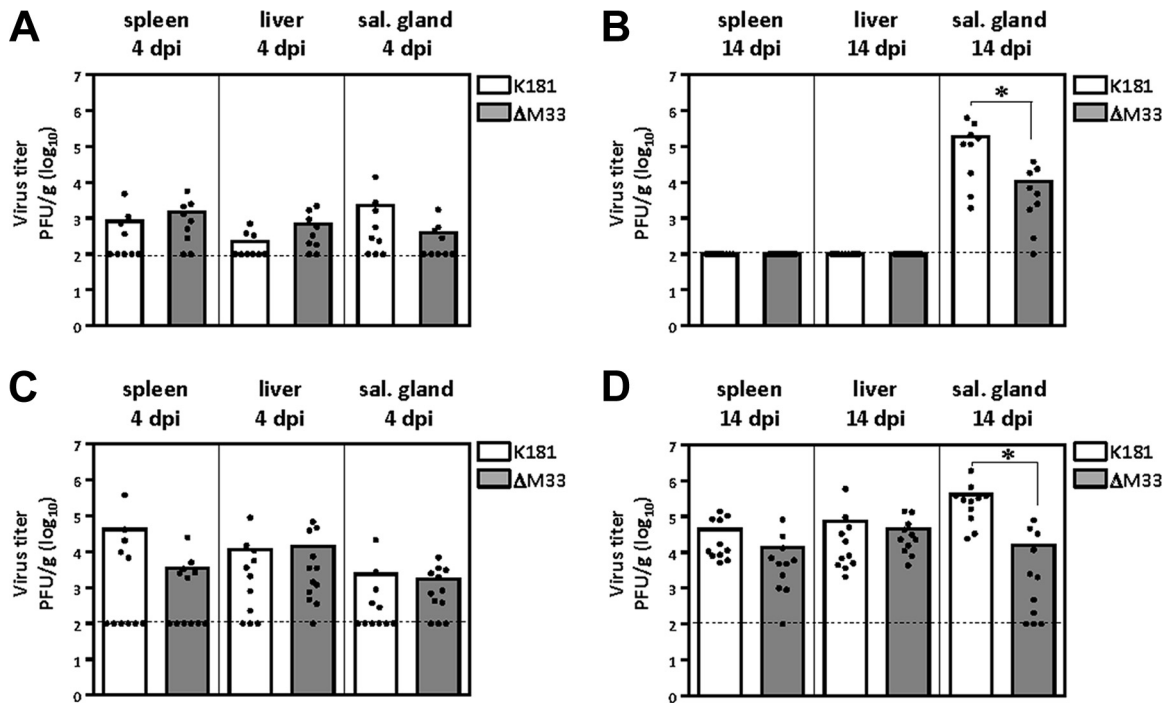 A
spleen 4 dpi
liver 4 dpi
sal. gland 4 dpi
Virus titer
PFU/g (log10)
7
6
5
4
3
2
1
0
K181
ΔM33
B
spleen 14 dpi
liver 14 dpi
sal. gland 14 dpi
Virus titer
PFU/g (log10)
7
6
5
4
3
2
1
0
*
K181
ΔM33
C
spleen 4 dpi
liver 4 dpi
sal. gland 4 dpi
Virus titer
PFU/g (log10)
7
6
5
4
3
2
1
0
K181
ΔM33
D
spleen 14 dpi
liver 14 dpi
sal. gland 14 dpi
Virus titer
PFU/g (log10)
7
6
5
4
3
2
1
0
*
K181
ΔM33